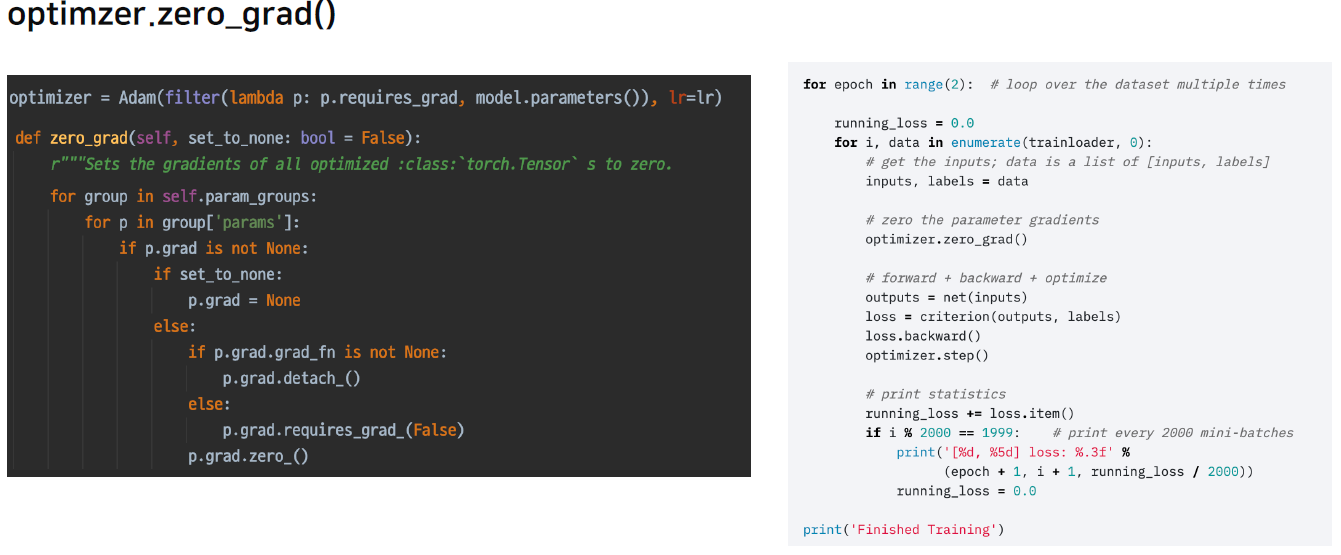 optimzer.zero_grad()
optimizer = Adam(filter(lambda p: p.requires_grad, model.parameters()), lr=lr)
def zero_grad(self, set_to_none: bool = False):
    r"""Sets the gradients of all optimized :class:`torch.Tensor` s to zero.
    for group in self.param_groups:
        for p in group['params']:
            if p.grad is not None:
                if set_to_none:
                    p.grad = None
                else:
                    if p.grad.grad_fn is not None:
                        p.grad.detach_()
                    else:
                        p.grad.requires_grad_(False)
                    p.grad.zero_()
for epoch in range(2):  # loop over the dataset multiple times
    running_loss = 0.0
    for i, data in enumerate(trainloader, 0):
        # get the inputs; data is a list of [inputs, labels]
        inputs, labels = data
        # zero the parameter gradients
        optimizer.zero_grad()
        # forward + backward + optimize
        outputs = net(inputs)
        loss = criterion(outputs, labels)
        loss.backward()
        optimizer.step()
        # print statistics
        running_loss += loss.item()
        if i % 2000 == 1999:    # print every 2000 mini-batches
            print('[%d, %5d] loss: %.3f' %
                  (epoch + 1, i + 1, running_loss / 2000))
            running_loss = 0.0
print('Finished Training')